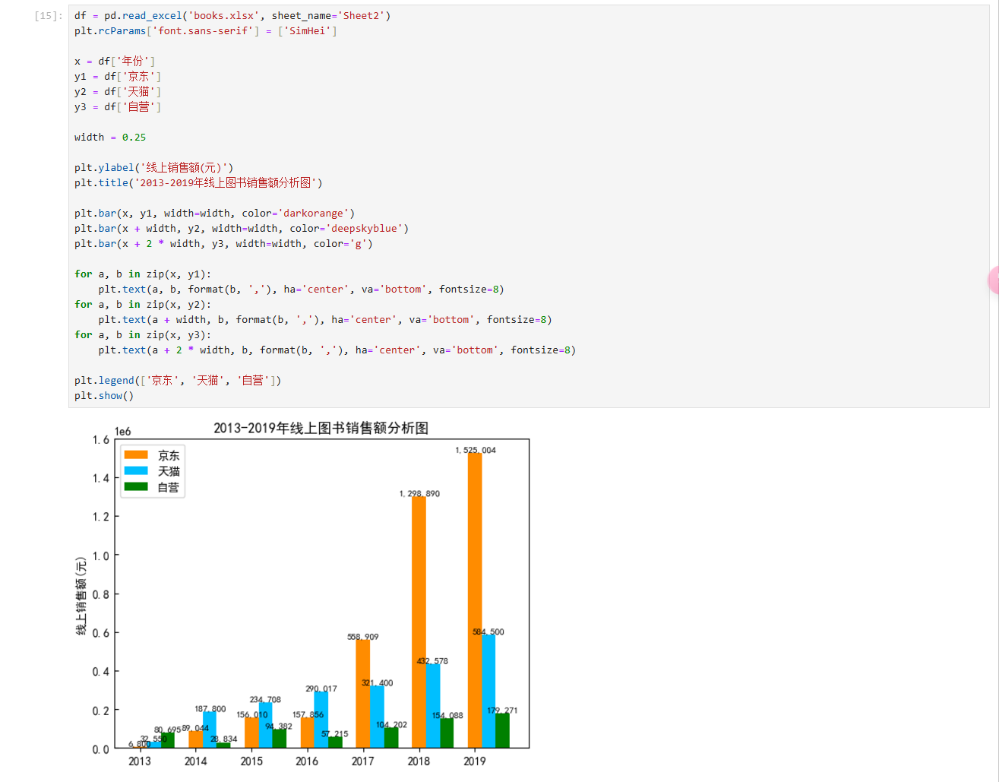 [15]:
df = pd.read_excel('books.xlsx', sheet_name='Sheet2')
plt.rcParams['font.sans-serif'] = ['SimHei']
x = df['年份']
y1 = df['京东']
y2 = df['天猫']
y3 = df['自营']
width = 0.25
plt.ylabel('线上销售额(元)')
plt.title('2013-2019年线上图书销售额分析图')
plt.bar(x, y1, width=width, color='darkorange')
plt.bar(x + width, y2, width=width, color='deepskyblue')
plt.bar(x + 2 * width, y3, width=width, color='g')
for a, b in zip(x, y1):
    plt.text(a, b, format(b, ','), ha='center', va='bottom', fontsize=8)
for a, b in zip(x, y2):
    plt.text(a + width, b, format(b, ','), ha='center', va='bottom', fontsize=8)
for a, b in zip(x, y3):
    plt.text(a + 2 * width, b, format(b, ','), ha='center', va='bottom', fontsize=8)
plt.legend(['京东', '天猫', '自营'])
plt.show()
2013-2019年线上图书销售额分析图
1e6
京东
天猫
自营
线上销售额(元)
1.6
1.4
1.2
1.0
0.8
0.6
0.4
0.2
0.0
6,800
32,550
80,695
89,044
187,800
28,834
156,010
234,708
94,382
157,856
290,017
57,215
558,909
321,400
104,202
1,298,890
432,578
154,088
1,525,004
584,500
179,271
2013
2014
2015
2016
2017
2018
2019